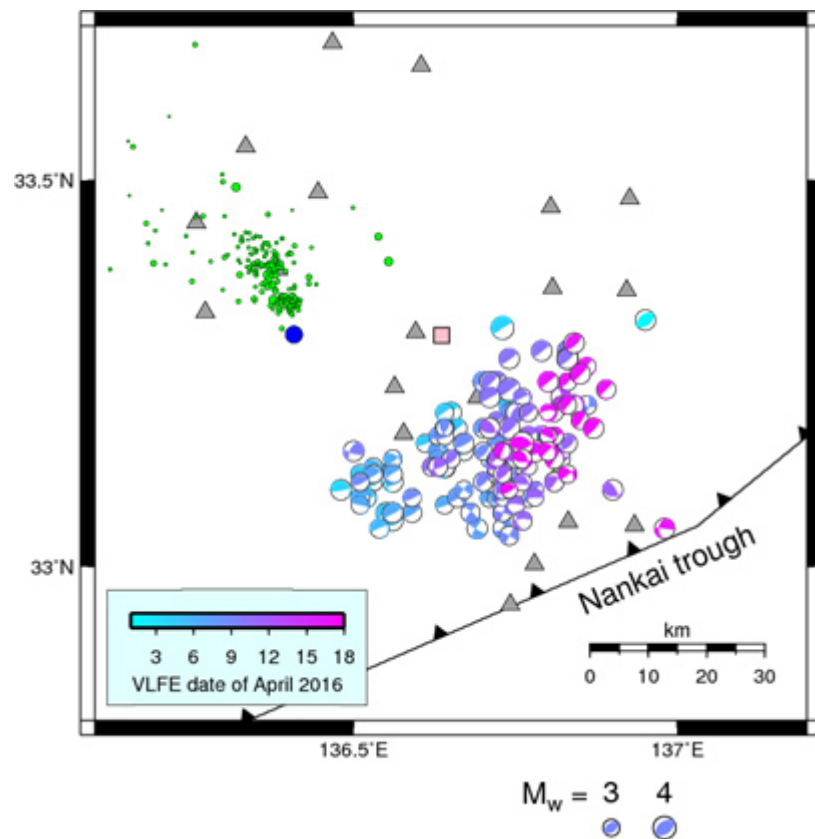 33.5°N
33°N
Nankai trough
3 6 9 12 15 18
VLFE date of April 2016
km
0 10 20 30
136.5°E 137°E
Mw = 3 4